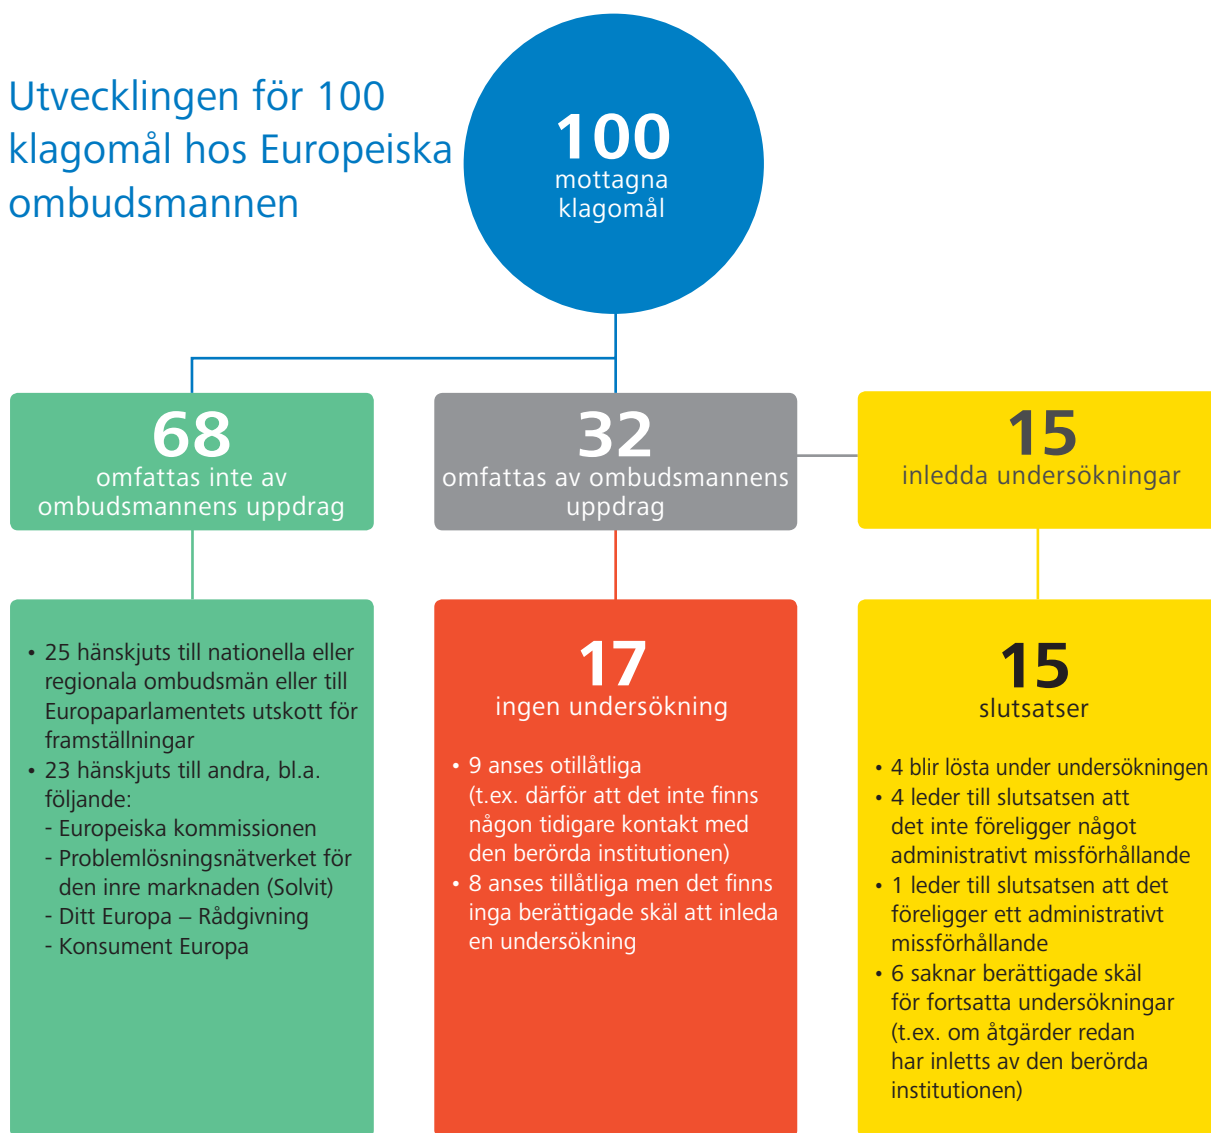 Utvecklingen för 100
klagomål hos Europeiska
ombudsmannen
100
mottagna
klagomål
68
omfattas inte av
ombudsmannens uppdrag
32
omfattas av ombudsmannens
uppdrag
15
inledda undersökningar
• 25 hänskjuts till nationella eller
regionala ombudsmän eller till
Europaparlamentets utskott för
framställningar
• 23 hänskjuts till andra, bl.a.
följande:
- Europeiska kommissionen
- Problemlösningsnätverket för
den inre marknaden (Solvit)
- Ditt Europa – Rådgivning
- Konsument Europa
17
ingen undersökning
• 9 anses otillåtliga
(t.ex. därför att det inte finns
någon tidigare kontakt med
den berörda institutionen)
• 8 anses tillåtliga men det finns
inga berättigade skäl att inleda
en undersökning
15
slutsatser
• 4 blir lösta under undersökningen
• 4 leder till slutsatsen att
det inte föreligger något
administrativt missförhållande
• 1 leder till slutsatsen att det
föreligger ett administrativt
missförhållande
• 6 saknar berättigade skäl
för fortsatta undersökningar
(t.ex. om åtgärder redan
har inletts av den berörda
institutionen)